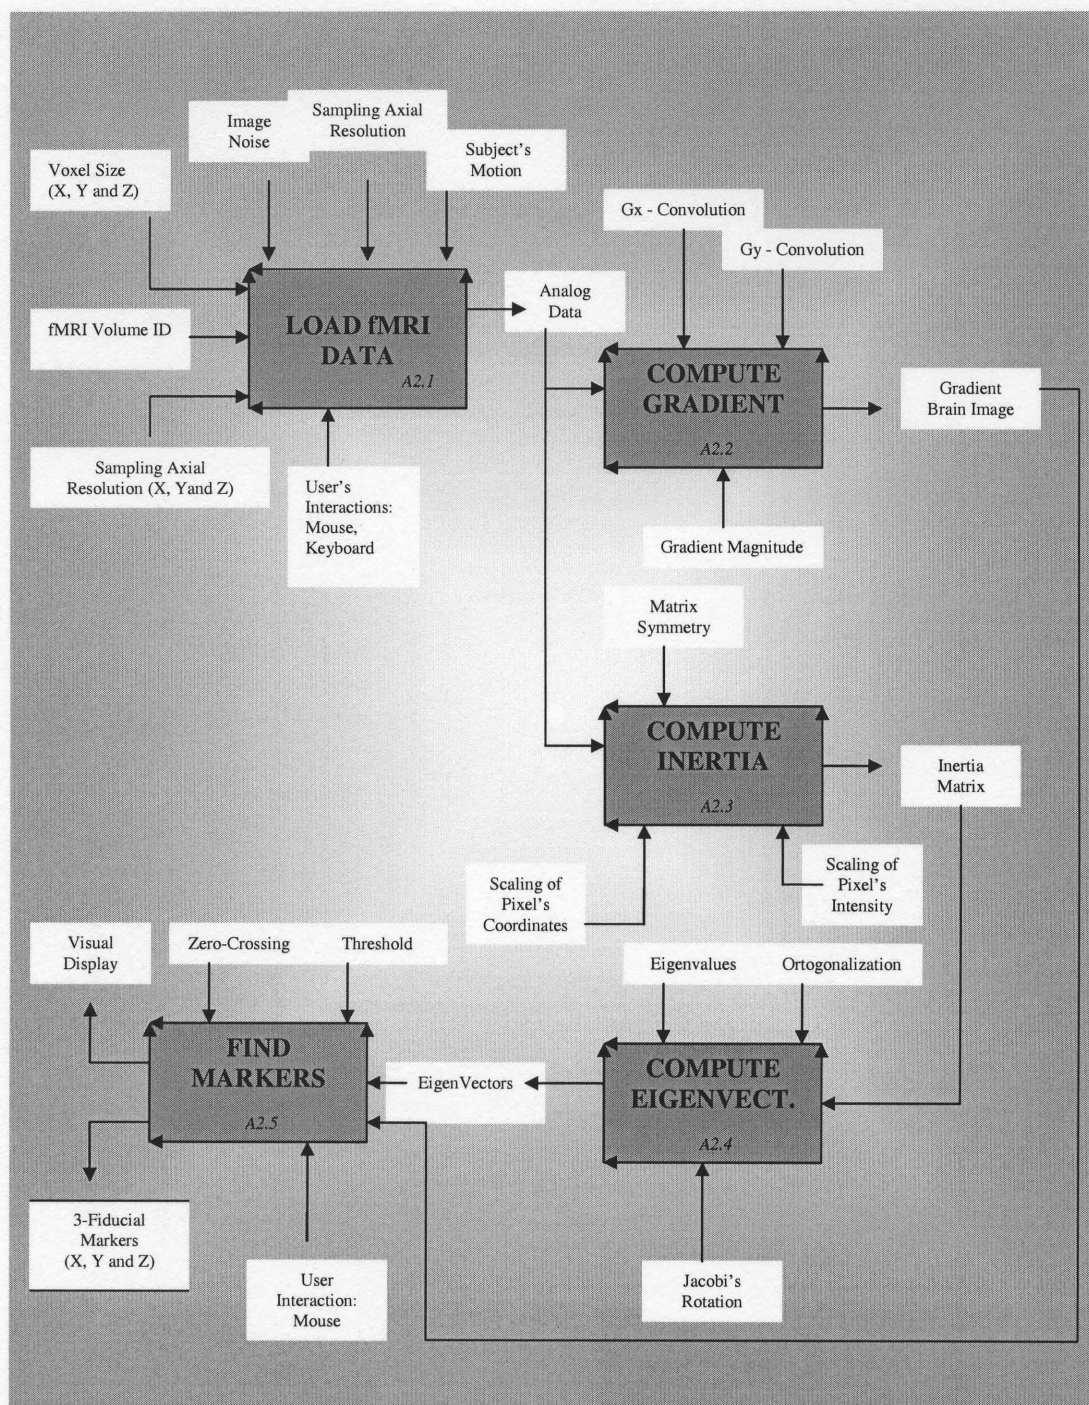 Image
Noise
Sampling Axial
Resolution
Subject's
Motion
Voxel Size
(X, Y and Z)
Gx - Convolution
Gy - Convolution
fMRI Volume ID
LOAD fMRI
DATA
A2.1
Analog
Data
COMPUTE
GRADIENT
A2.2
Gradient
Brain Image
Sampling Axial
Resolution (X, Yand Z)
User's
Interactions:
Mouse,
Keyboard
Gradient Magnitude
Matrix
Symmetry
COMPUTE
INERTIA
A2.3
Inertia
Matrix
Scaling of
Pixel's
Coordinates
Scaling of
Pixel's
Intensity
Visual
Display
Zero-Crossing
Threshold
Eigenvalues
Ortogonalization
FIND
MARKERS
A2.5
EigenVectors
COMPUTE
EIGENVECT.
A2.4
3-Fiducial
Markers
(X, Y and Z)
User
Interaction:
Mouse
Jacobi's
Rotation